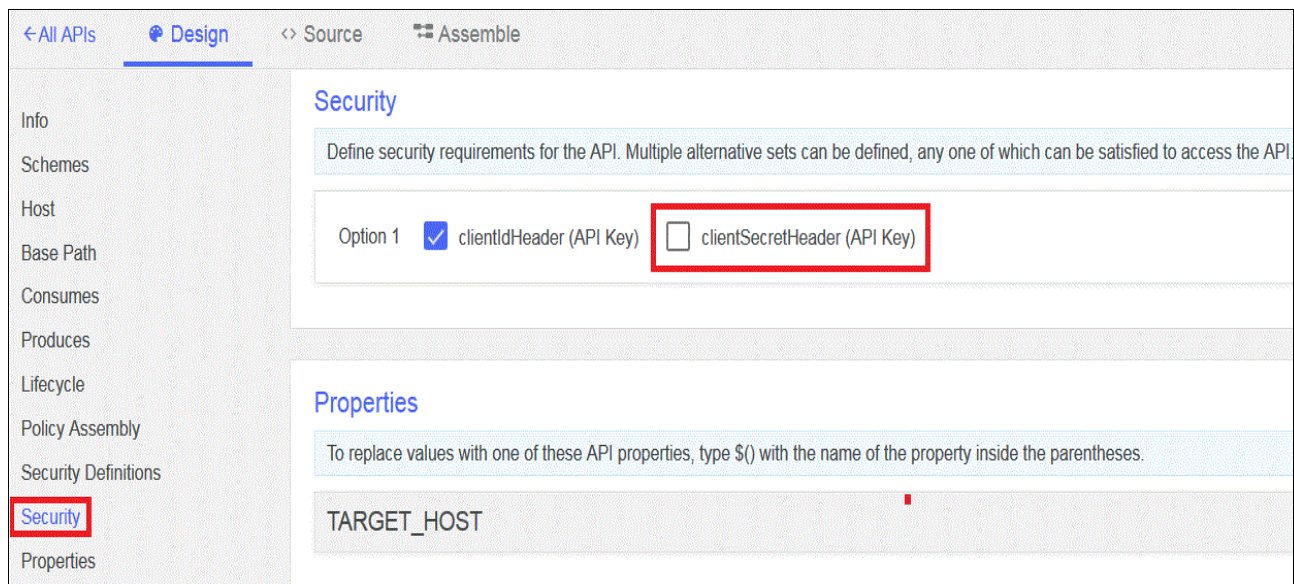 All APIs Design Source Assemble
Info
Schemes
Host
Base Path
Consumes
Produces
Lifecycle
Policy Assembly
Security Definitions
Security
Properties
Security
Define security requirements for the API. Multiple alternative sets can be defined, any one of which can be satisfied to access the API.
Option 1 clientIdHeader (API Key) clientSecretHeader (API Key)
Properties
To replace values with one of these API properties, type $() with the name of the property inside the parentheses.
TARGET_HOST